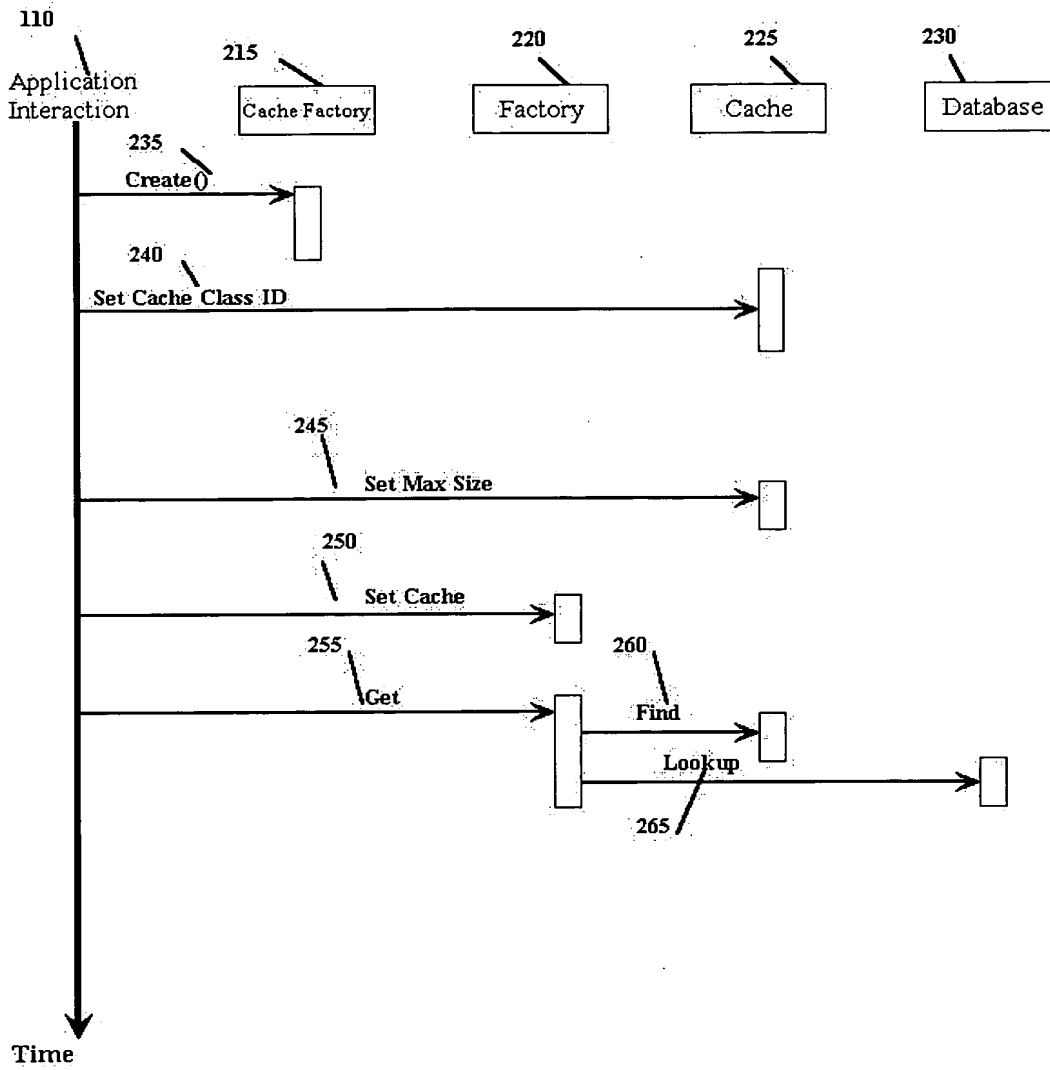 110
215
220
225
230
Application
Interaction
Cache Factory
Factory
Cache
Database
235
Create()
240
Set Cache Class ID
245
Set Max Size
250
Set Cache
255
260
Get
Find
Lookup
265
Time